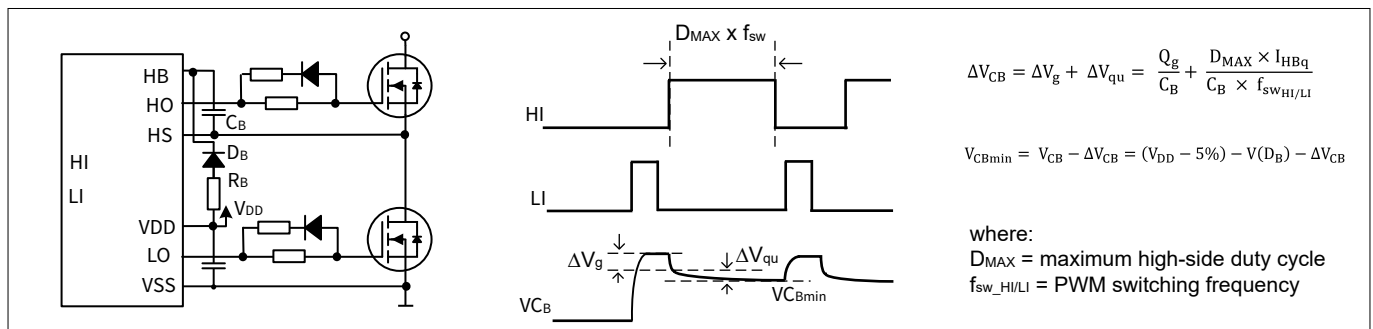 HB
HO
CB
HS
DB
HI
RB
LI
VDD
VDD
LO
VSS
DMAX x fsw
HI
LI
ΔVg
ΔVqu
VCBmin
VCB
ΔVCB = ΔVg + ΔVqu = Qg/CB + (DMAX × IHBq)/(CB × fswHI/LI)
VCBmin = VCB − ΔVCB = (VDD − 5%) − V(DB) − ΔVCB
where:
DMAX = maximum high-side duty cycle
fsw_HI/LI = PWM switching frequency